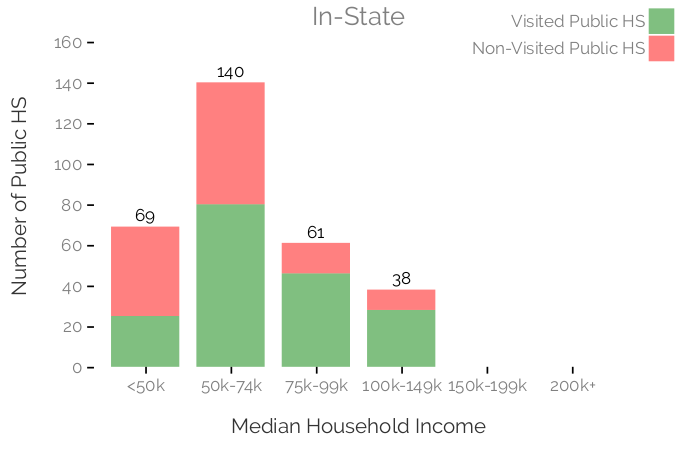 In-State
Visited Public HS
Non-Visited Public HS
Number of Public HS
160
140
120
100
80
60
40
20
0
69
140
61
38
<50k
50k-74k
75k-99k
100k-149k
150k-199k
200k+
Median Household Income